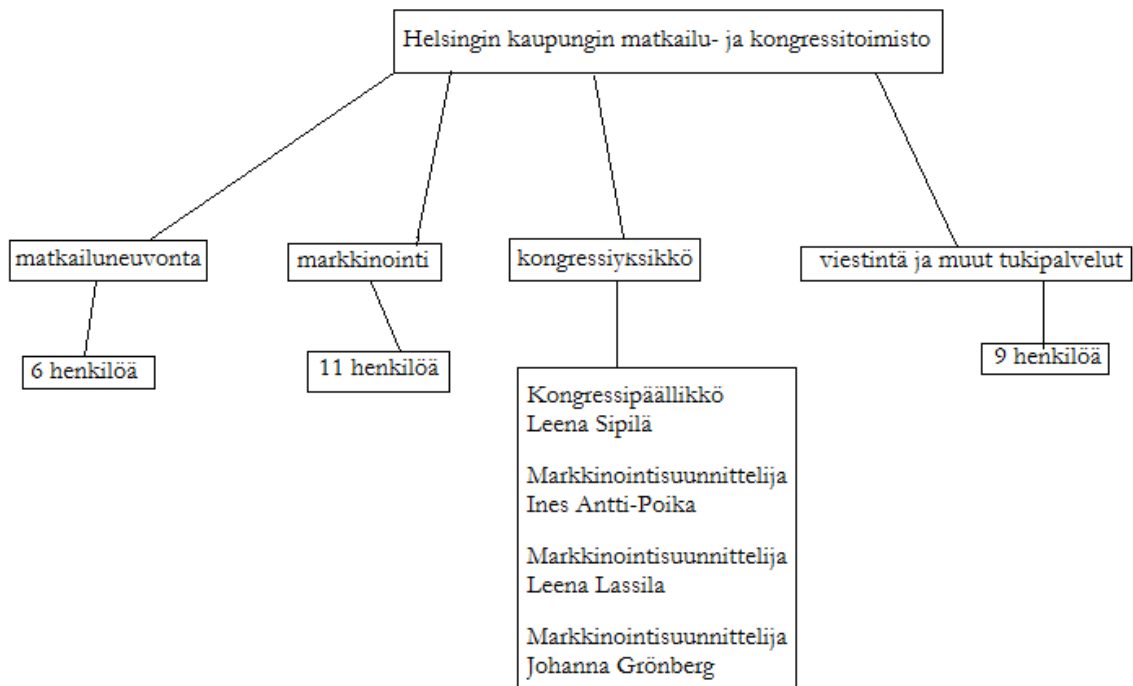 Helsingin kaupungin matkailu- ja kongressitoimisto
matkailuneuvonta
markkinointi
kongressiyksikkö
viestintä ja muut tukipalvelut
6 henkilöä
11 henkilöä
9 henkilöä
Kongressipäällikkö
Leena Sipilä
Markkinointisuunnittelija
Ines Antti-Poika
Markkinointisuunnittelija
Leena Lassila
Markkinointisuunnittelija
Johanna Grönberg